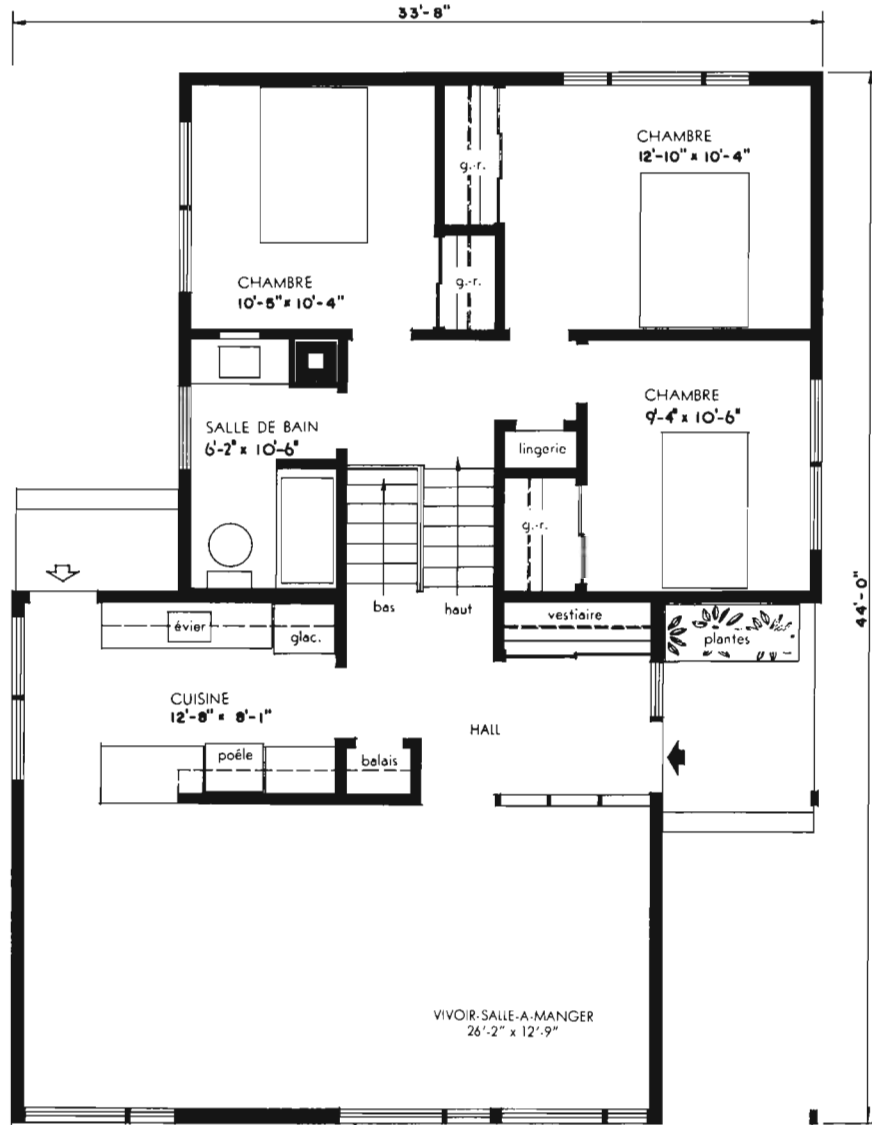 33'-8"
CHAMBRE
12'-10" x 10'-4"
g.-r.
g.-r.
CHAMBRE
10'-5" x 10'-4"
CHAMBRE
9'-4" x 10'-6"
SALLE DE BAIN
6'-2" x 10'-6"
lingerie
g.-r.
44'-0"
bas
haut
vestiaire
plantes
évier
glac.
CUISINE
12'-8" x 8'-1"
HALL
poêle
balais
VIVOIR-SALLE-A-MANGER
26'-2" x 12'-9"